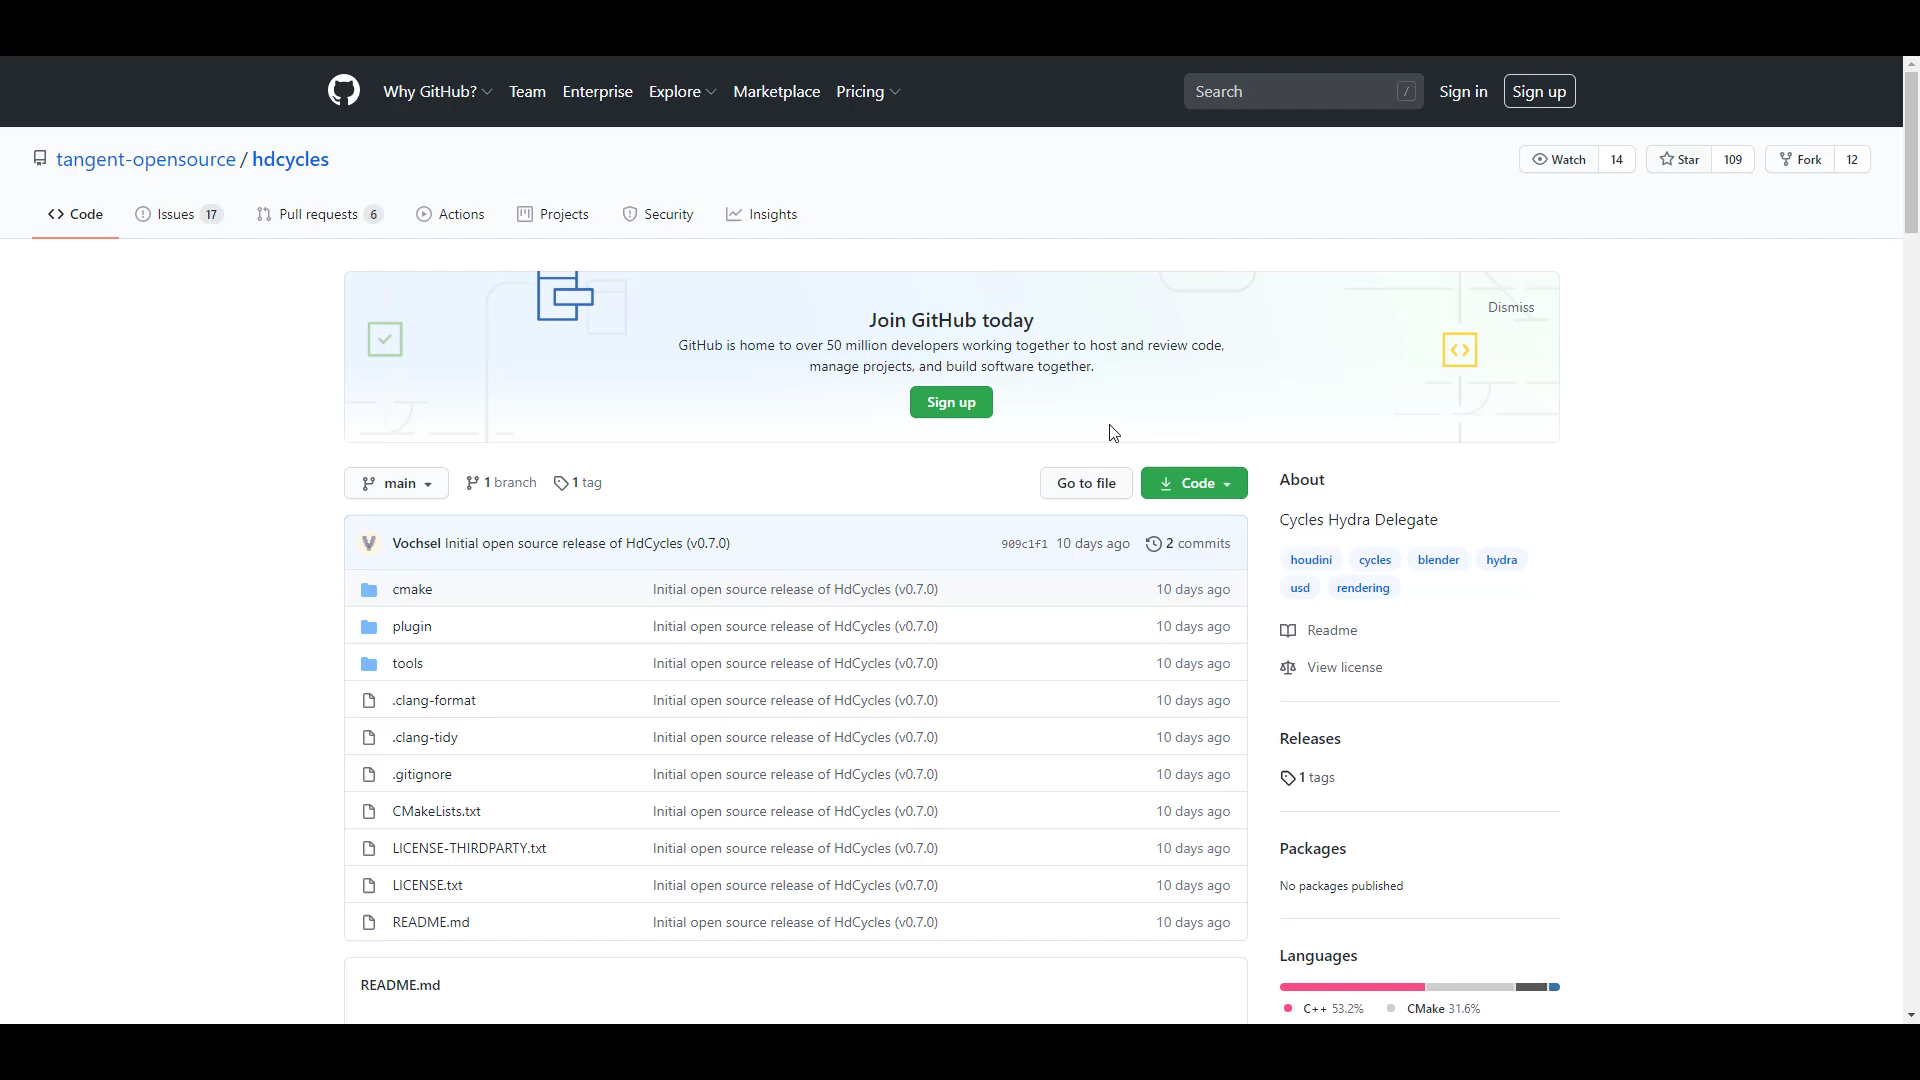 Why GitHub? Team Enterprise Explore Marketplace Pricing Search / Sign in Sign up
tangent-opensource / hdcycles Watch 14 Star 109 Fork 12
Code Issues 17 Pull requests 6 Actions Projects Security Insights
Dismiss
Join GitHub today
GitHub is home to over 50 million developers working together to host and review code,
manage projects, and build software together.
Sign up
main 1 branch 1 tag Go to file Code
Vochsel Initial open source release of HdCycles (v0.7.0) 909c1f1 10 days ago 2 commits
cmake Initial open source release of HdCycles (v0.7.0) 10 days ago
plugin Initial open source release of HdCycles (v0.7.0) 10 days ago
tools Initial open source release of HdCycles (v0.7.0) 10 days ago
.clang-format Initial open source release of HdCycles (v0.7.0) 10 days ago
.clang-tidy Initial open source release of HdCycles (v0.7.0) 10 days ago
.gitignore Initial open source release of HdCycles (v0.7.0) 10 days ago
CMakeLists.txt Initial open source release of HdCycles (v0.7.0) 10 days ago
LICENSE-THIRDPARTY.txt Initial open source release of HdCycles (v0.7.0) 10 days ago
LICENSE.txt Initial open source release of HdCycles (v0.7.0) 10 days ago
README.md Initial open source release of HdCycles (v0.7.0) 10 days ago
README.md
About
Cycles Hydra Delegate
houdini cycles blender hydra
usd rendering
Readme
View license
Releases
1 tags
Packages
No packages published
Languages
C++ 53.2% CMake 31.6%